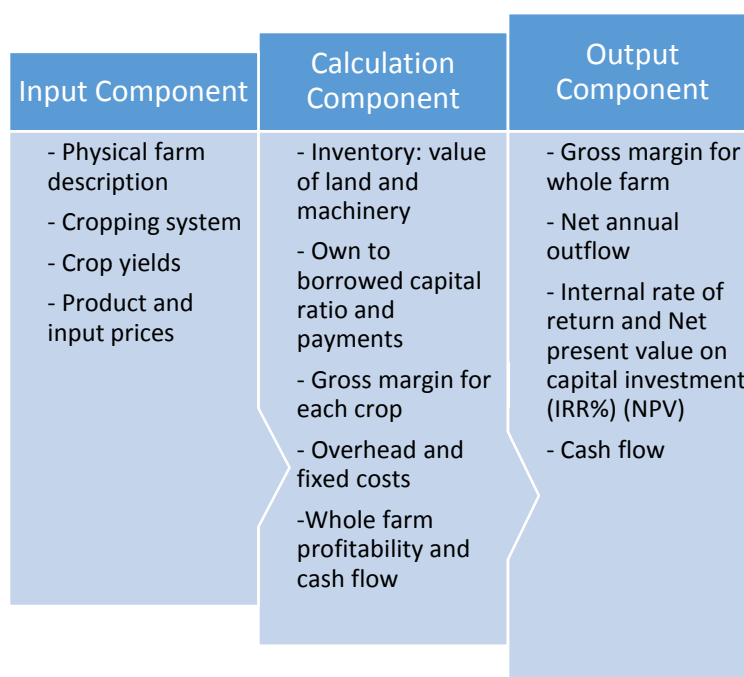 Input Component
- Physical farm
description
- Cropping system
- Crop yields
- Product and
input prices
Calculation
Component
- Inventory: value
of land and
machinery
- Own to
borrowed capital
ratio and
payments
- Gross margin for
each crop
- Overhead and
fixed costs
-Whole farm
profitability and
cash flow
Output
Component
- Gross margin for
whole farm
- Net annual
outflow
- Internal rate of
return and Net
present value on
capital investment
(IRR%) (NPV)
- Cash flow